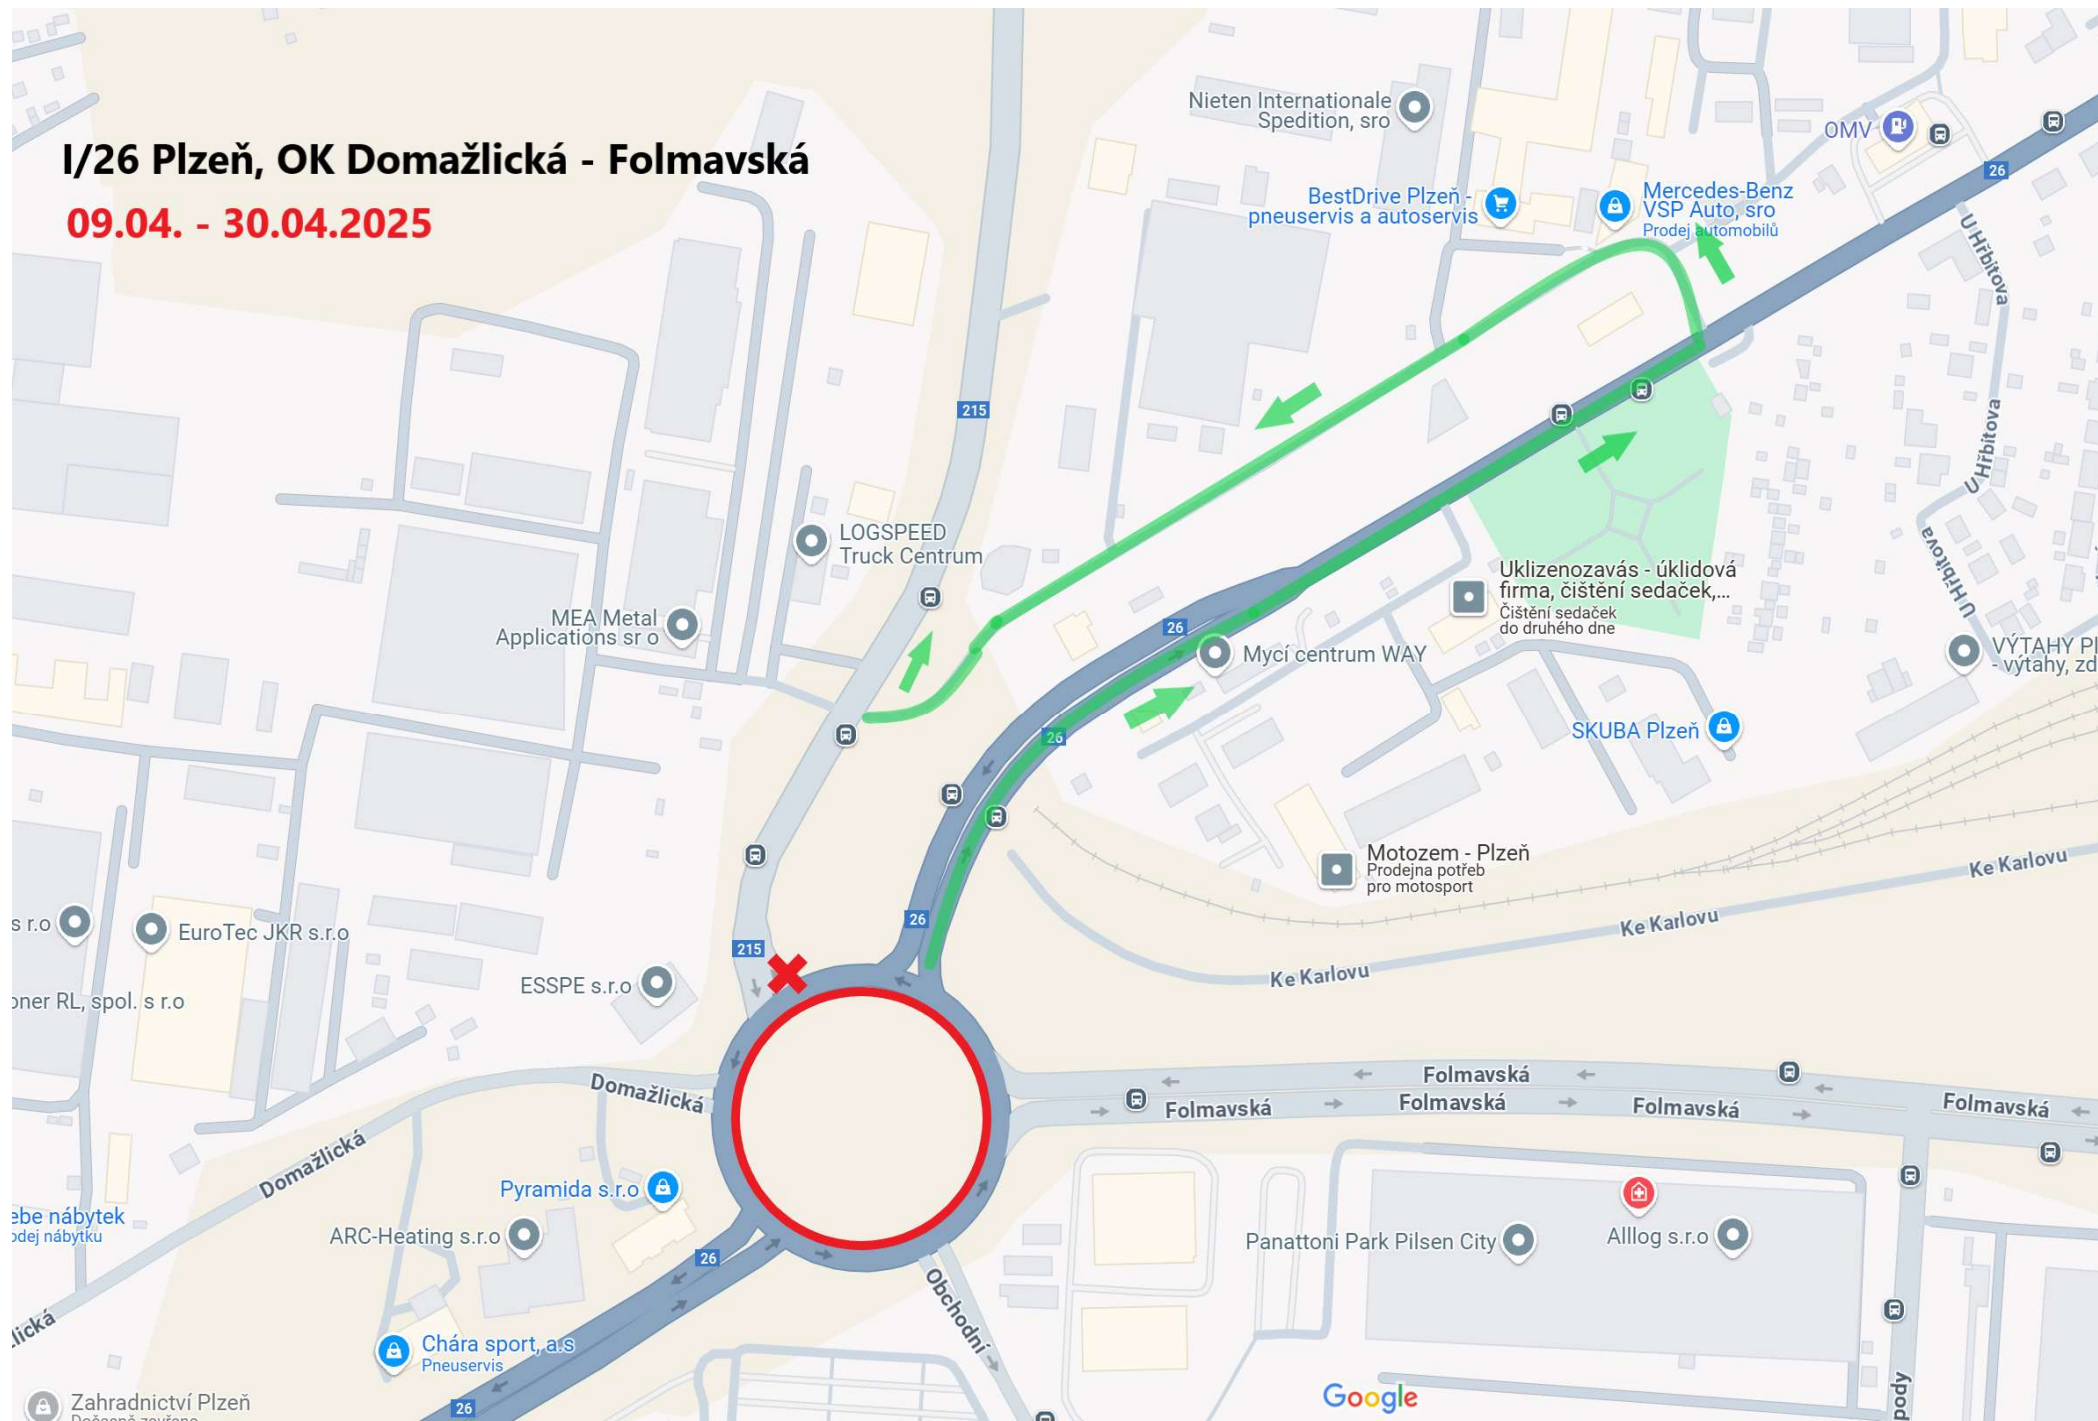 I/26 Plzeň, OK Domažlická - Folmavská
09.04. - 30.04.2025
Nieten Internationale
Spedition, sro
OMV
26
BestDrive Plzeň -
pneuservis a autoservis
Mercedes-Benz
VSP Auto, sro
Prodej automobilů
U Hřbitova
215
U Hřbitova
LOGSPEED
Truck Centrum
U Hřbitova
Uklizenozavás - úklidová
firma, čištění sedaček,...
Čištění sedaček
do druhého dne
MEA Metal
Applications sr o
26
Mycí centrum WAY
VÝTAHY Pl
- výtahy, zd
26
SKUBA Plzeň
Motozem - Plzeň
Prodejna potřeb
pro motosport
Ke Karlovu
Ke Karlovu
Ke Karlovu
s r.o
EuroTec JKR s.r.o
26
215
ESSPE s.r.o
oner RL, spol. s r.o
Domažlická
Folmavská
Folmavská
Folmavská
Folmavská
Folmavská
Domažlická
Pyramida s.r.o
ebe nábytek
odej nábytku
ARC-Heating s.r.o
26
Panattoni Park Pilsen City
Alllog s.r.o
Obchodní
lická
Chára sport, a.s
Pneuservis
Zahradnictví Plzeň
26
Google
pody